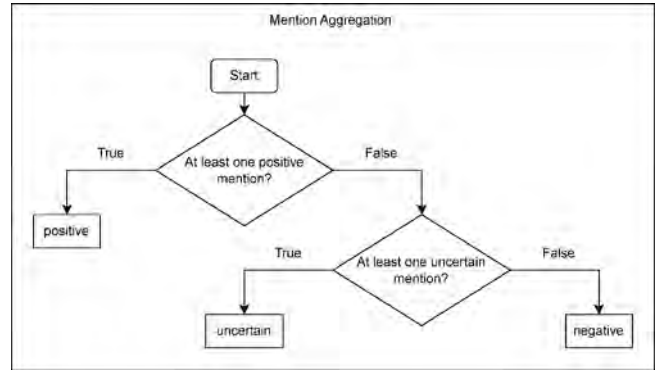 Mention Aggregation
Start
True
At least one positive
mention?
False
positive
True
At least one uncertain
mention?
False
uncertain
negative